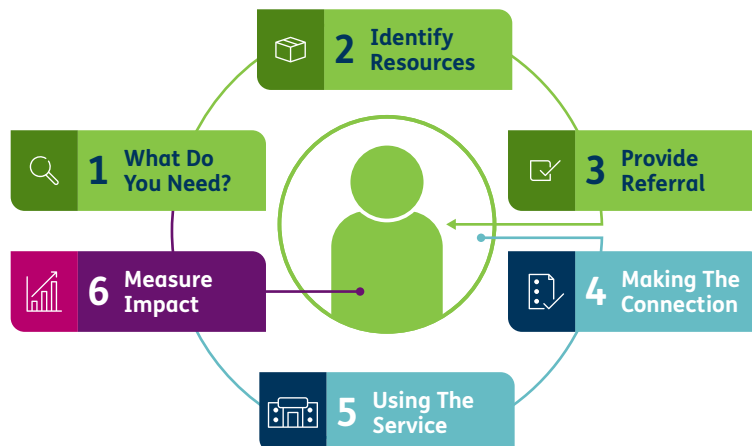 1 What Do
You Need?
2 Identify
Resources
3 Provide
Referral
4 Making The
Connection
5 Using The
Service
6 Measure
Impact